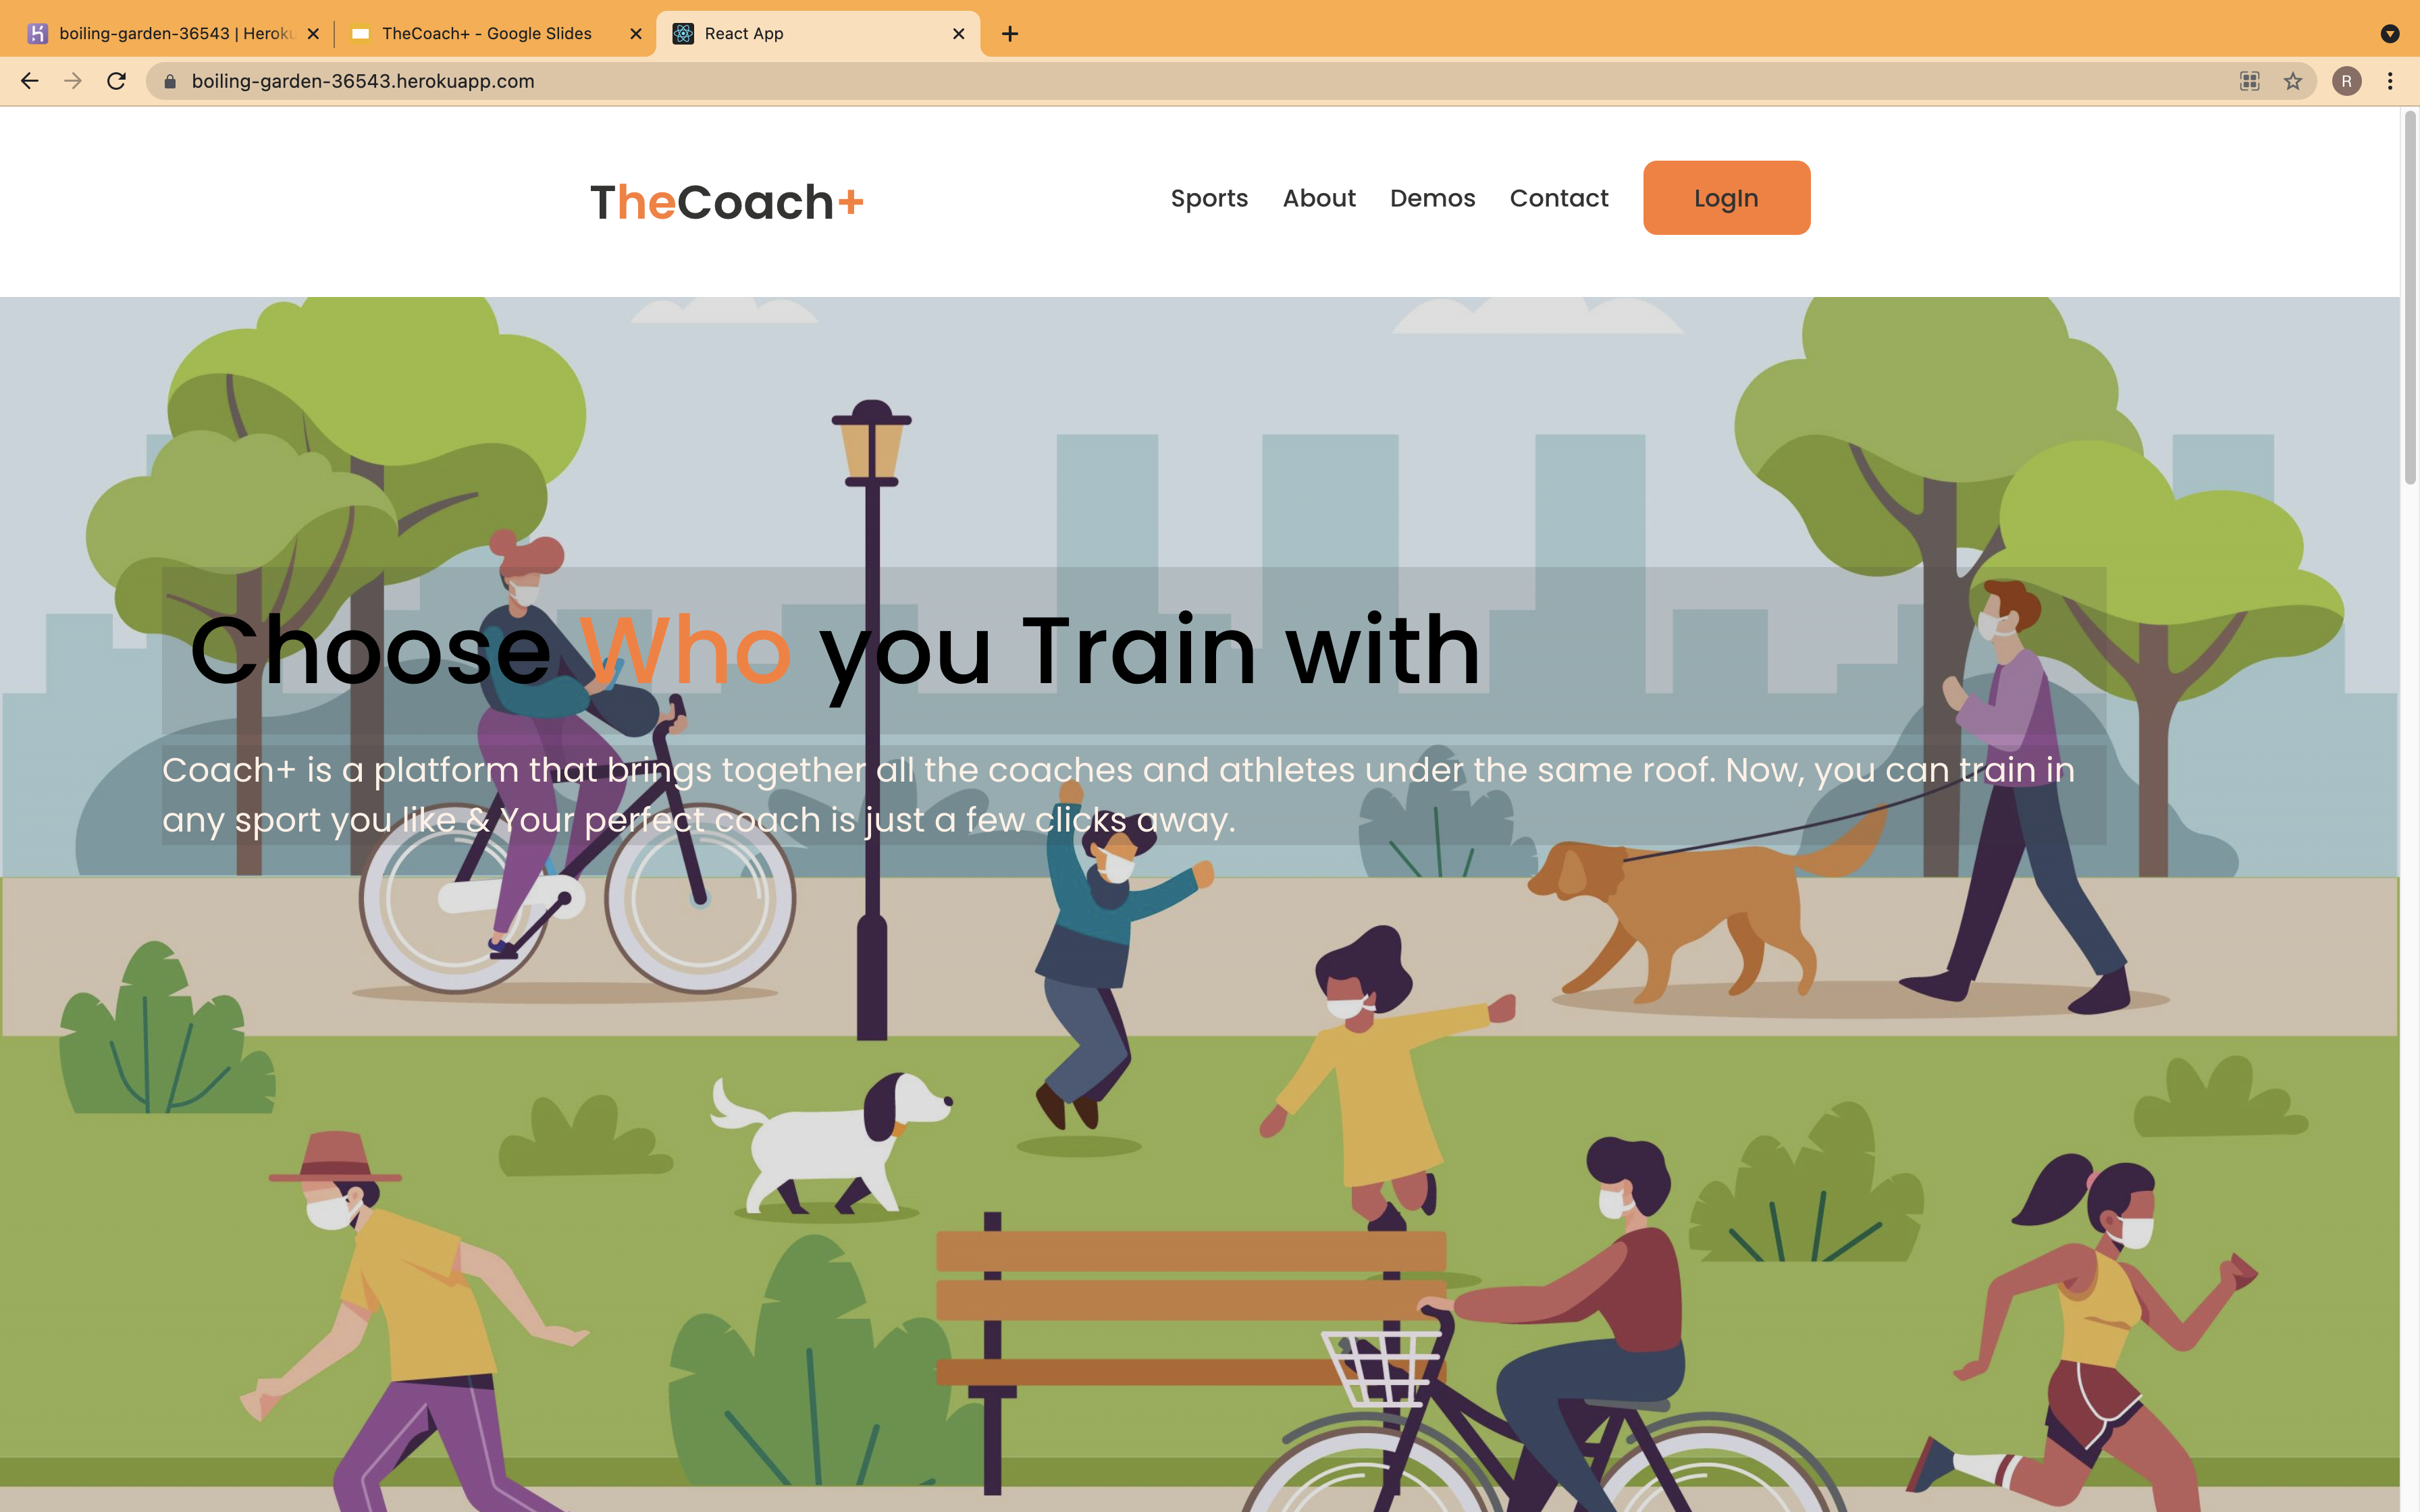 boiling-garden-36543 | Heroku
TheCoach+ - Google Slides
React App
boiling-garden-36543.herokuapp.com
R
TheCoach+
Sports About Demos Contact LogIn
Choose Who you Train with
Coach+ is a platform that brings together all the coaches and athletes under the same roof. Now, you can train in
any sport you like & Your perfect coach is just a few clicks away.